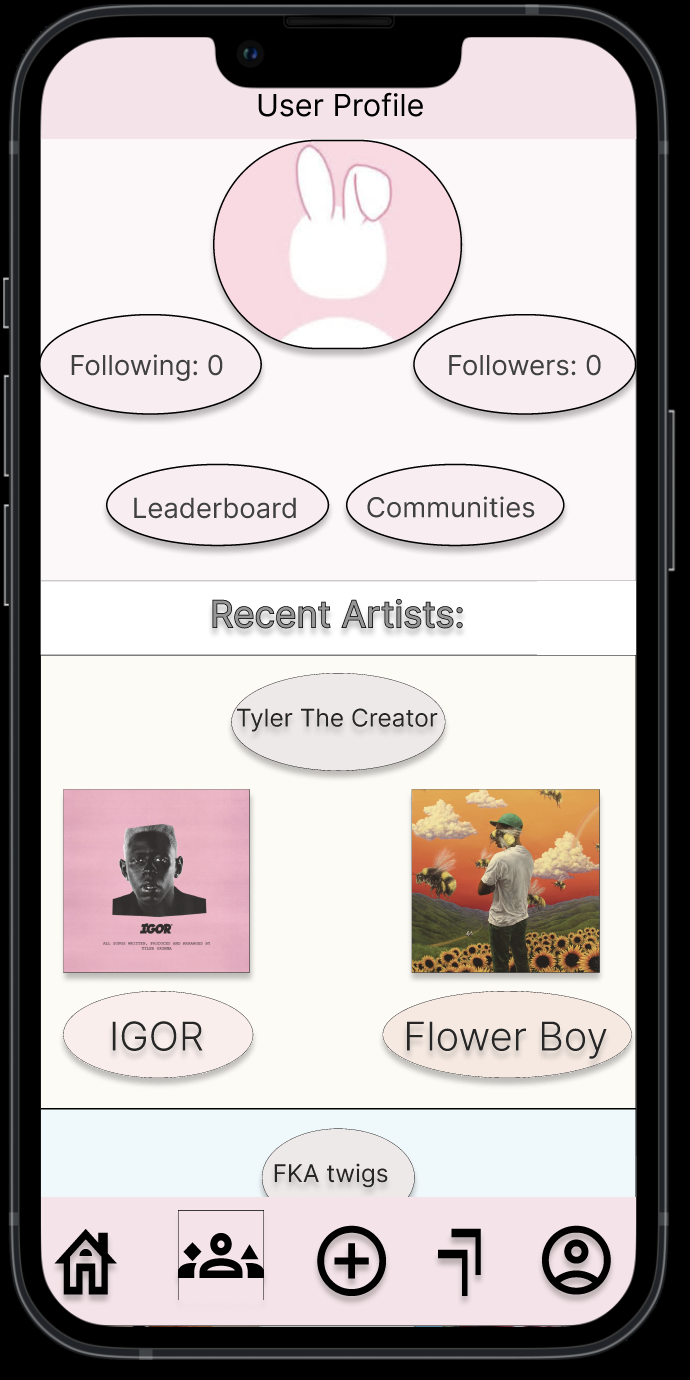 User Profile
Following: 0
Followers: 0
Leaderboard
Communities
Recent Artists:
Tyler The Creator
IGOR
ALL SONGS WRITTEN, PRODUCED AND ARRANGED BY
TYLER OKONMA
IGOR
Flower Boy
FKA twigs